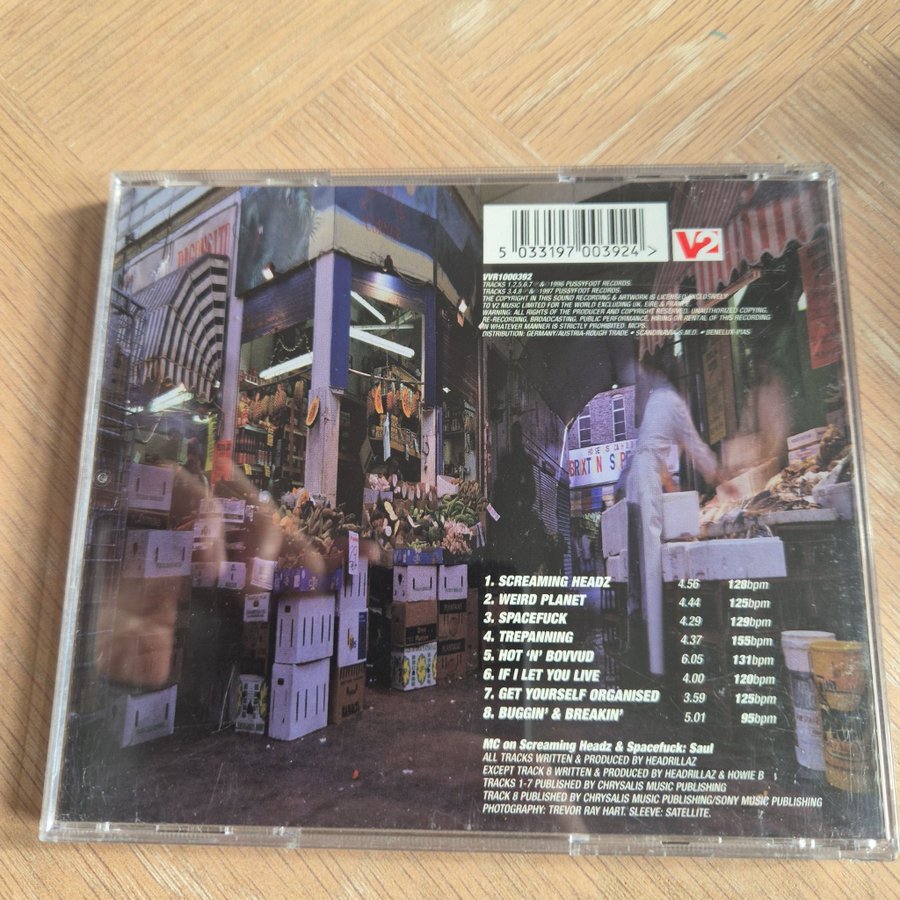 5 033197 003924 >
V2
VVR1000392
TRACKS 1,2,5,6,7 ℗ & © 1996 PUSSYFOOT RECORDS.
TRACKS 3,4,8 ℗ & © 1997 PUSSYFOOT RECORDS.
THE COPYRIGHT IN THIS SOUND RECORDING & ARTWORK IS LICENSED EXCLUSIVELY
TO V2 MUSIC LIMITED FOR THE WORLD EXCLUDING UK, EIRE & FRANCE.
WARNING. ALL RIGHTS OF THE PRODUCER AND COPYRIGHT RESERVED. UNAUTHORIZED COPYING,
RE-RECORDING, BROADCASTING, PUBLIC PERFORMANCE, HIRING OR RENTAL OF THIS RECORDING
IN WHATEVER MANNER IS STRICTLY PROHIBITED. MCPS.
DISTRIBUTION: GERMANY/AUSTRIA-ROUGH TRADE • SCANDINAVIA-S.M.D. • BENELUX-PIAS
1. SCREAMING HEADZ 4.56 128bpm
2. WEIRD PLANET 4.44 125bpm
3. SPACEFUCK 4.29 129bpm
4. TREPANNING 4.37 155bpm
5. HOT 'N' BOVVUD 6.05 131bpm
6. IF I LET YOU LIVE 4.00 120bpm
7. GET YOURSELF ORGANISED 3.59 125bpm
8. BUGGIN' & BREAKIN' 5.01 95bpm
MC on Screaming Headz & Spacefuck: Saul
ALL TRACKS WRITTEN & PRODUCED BY HEADRILLAZ
EXCEPT TRACK 8 WRITTEN & PRODUCED BY HEADRILLAZ & HOWIE B
TRACKS 1-7 PUBLISHED BY CHRYSALIS MUSIC PUBLISHING
TRACK 8 PUBLISHED BY CHRYSALIS MUSIC PUBLISHING/SONY MUSIC PUBLISHING
PHOTOGRAPHY: TREVOR RAY HART. SLEEVE: SATELLITE.